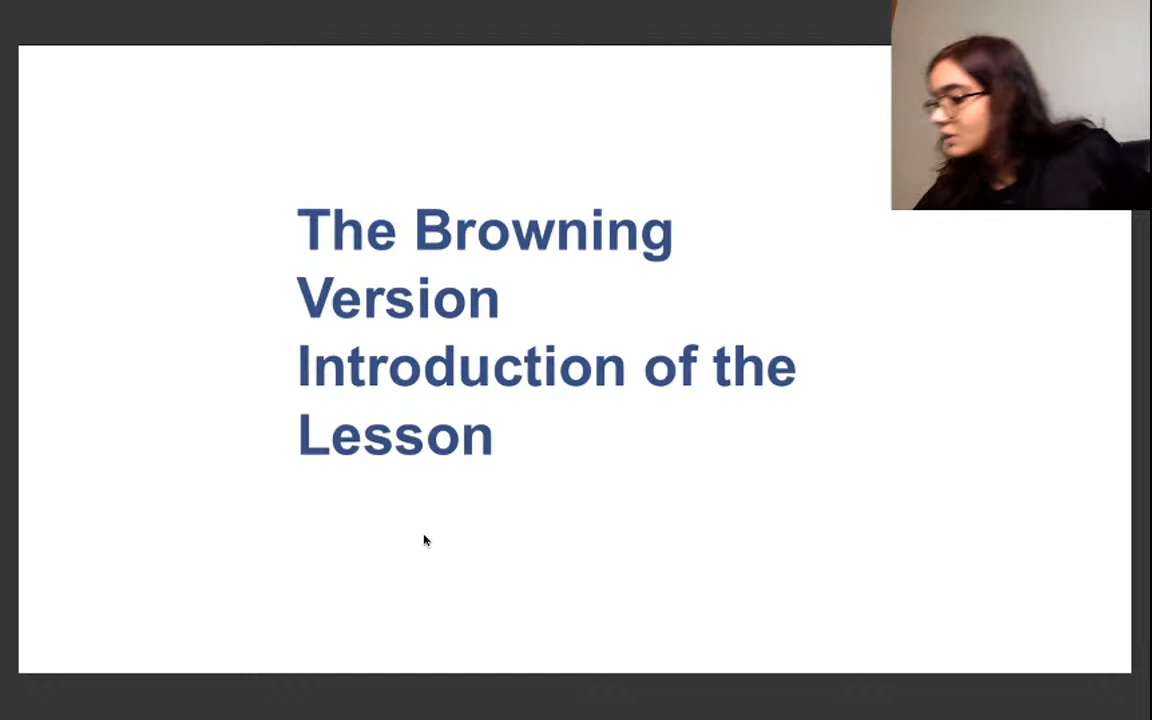 The Browning
Version
Introduction of the
Lesson